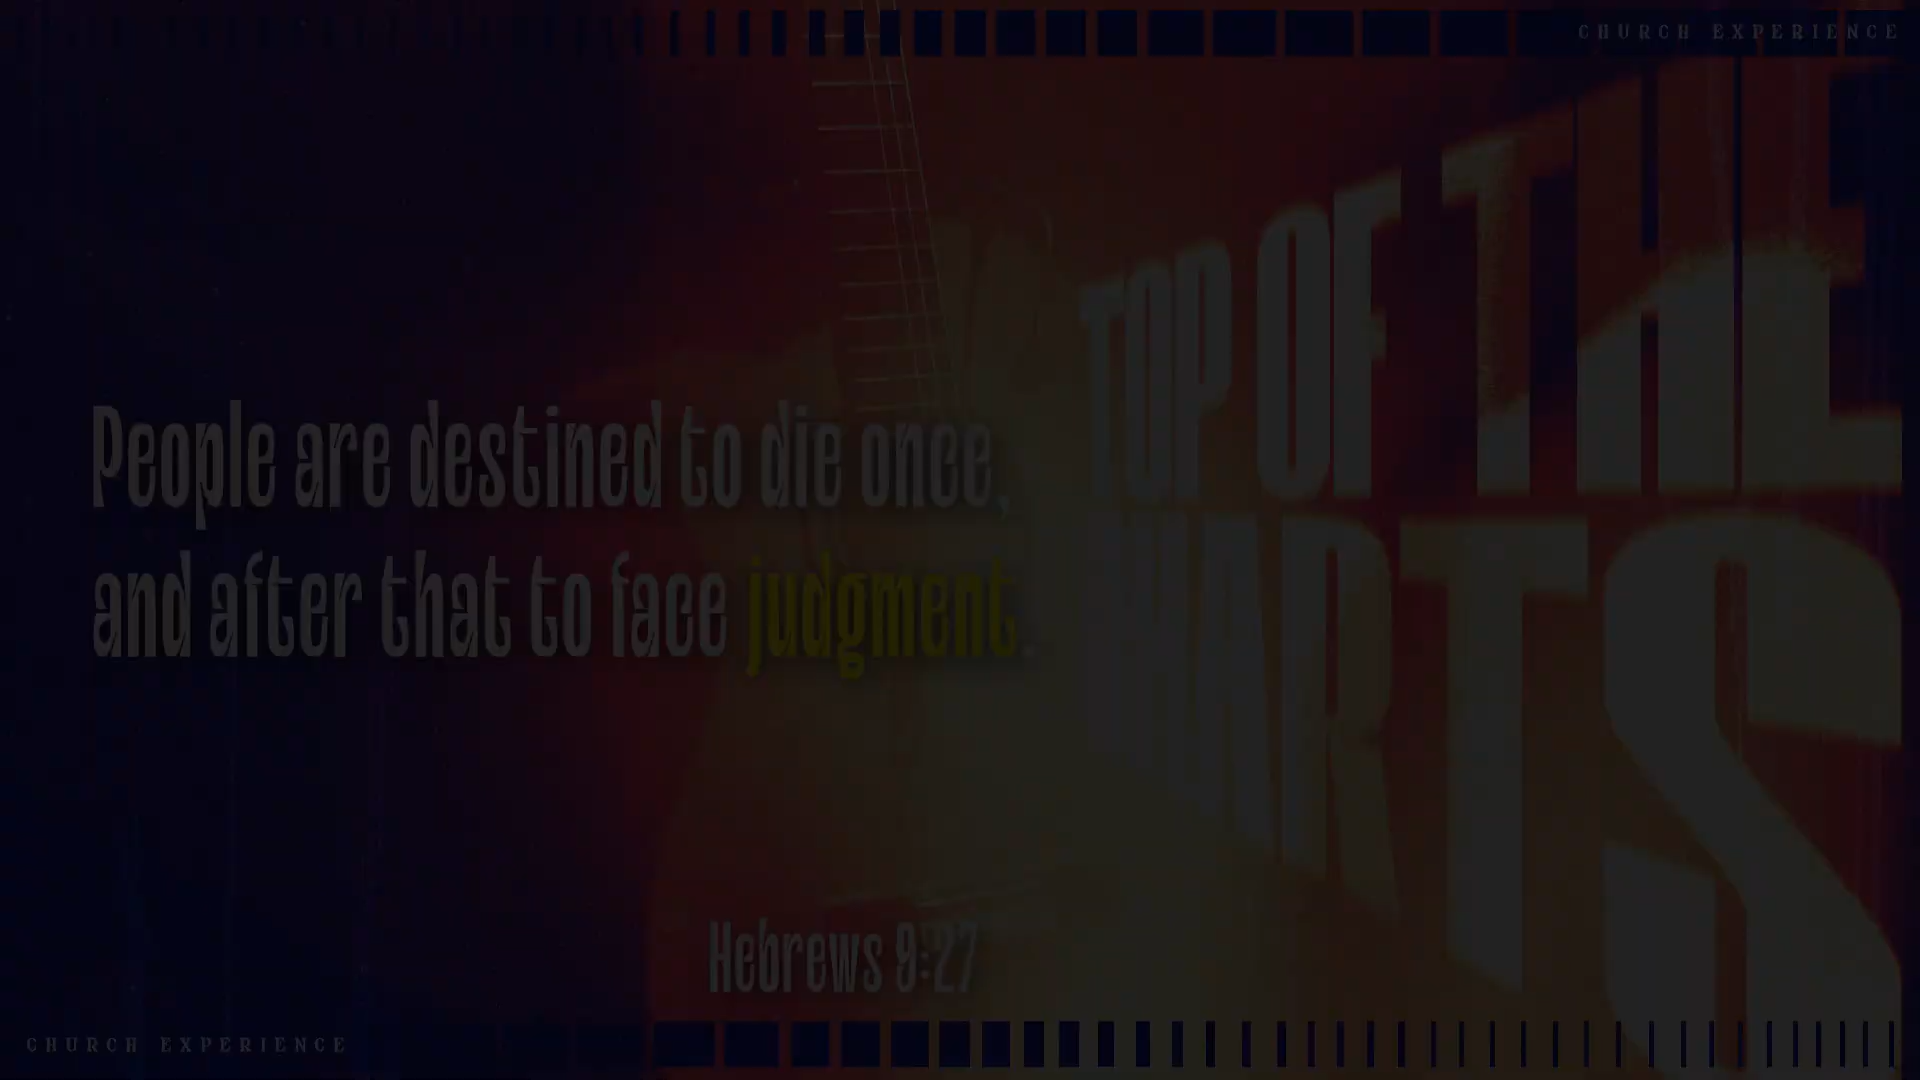 CHURCH EXPERIENCE
TOP OF THE
CHARTS
People are destined to die once,
and after that to face judgment.
Hebrews 9:27
CHURCH EXPERIENCE